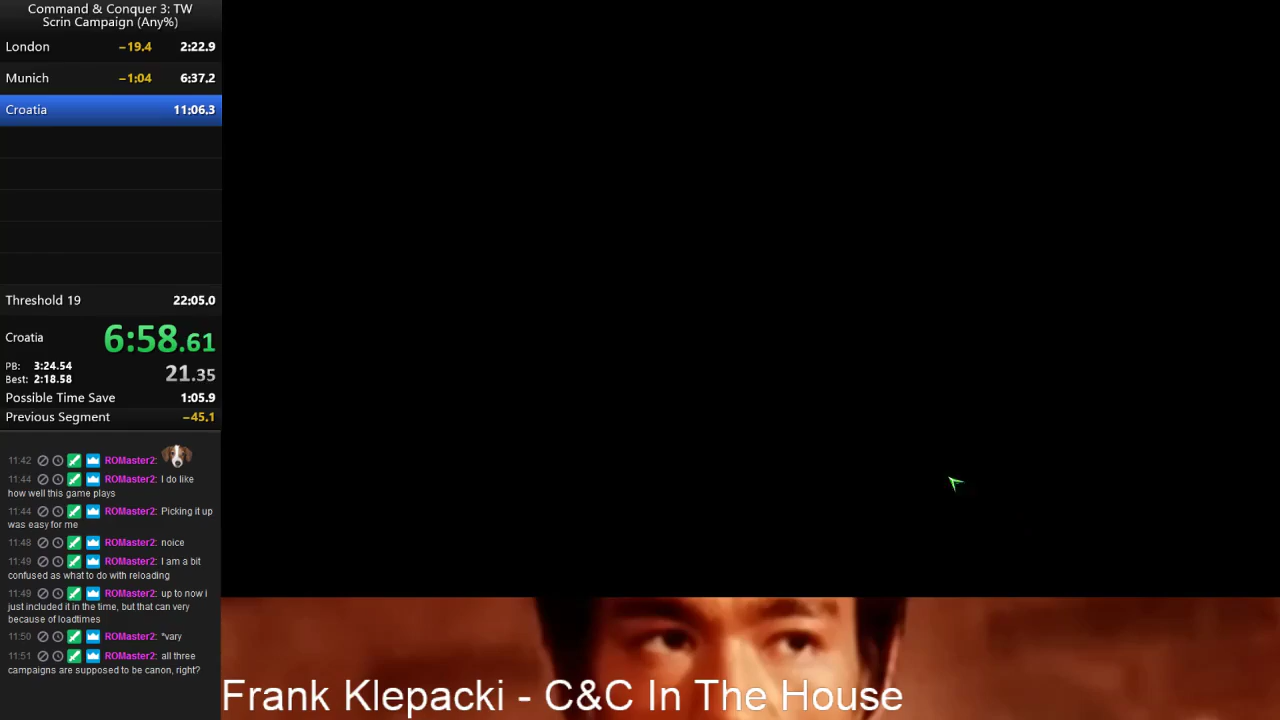 Command & Conquer 3: TW
Scrin Campaign (Any%)
London −19.4 2:22.9
Munich −1:04 6:37.2
Croatia 11:06.3
Threshold 19 22:05.0
Croatia 6:58.61
PB: 3:24.54
Best: 2:18.58
21.35
Possible Time Save 1:05.9
Previous Segment −45.1
11:42 ROMaster2:
11:44 ROMaster2: I do like
how well this game plays
11:44 ROMaster2: Picking it up
was easy for me
11:48 ROMaster2: noice
11:49 ROMaster2: I am a bit
confused as what to do with reloading
11:49 ROMaster2: up to now i
just included it in the time, but that can very
because of loadtimes
11:50 ROMaster2: *vary
11:51 ROMaster2: all three
campaigns are supposed to be canon, right?
Frank Klepacki - C&C In The House